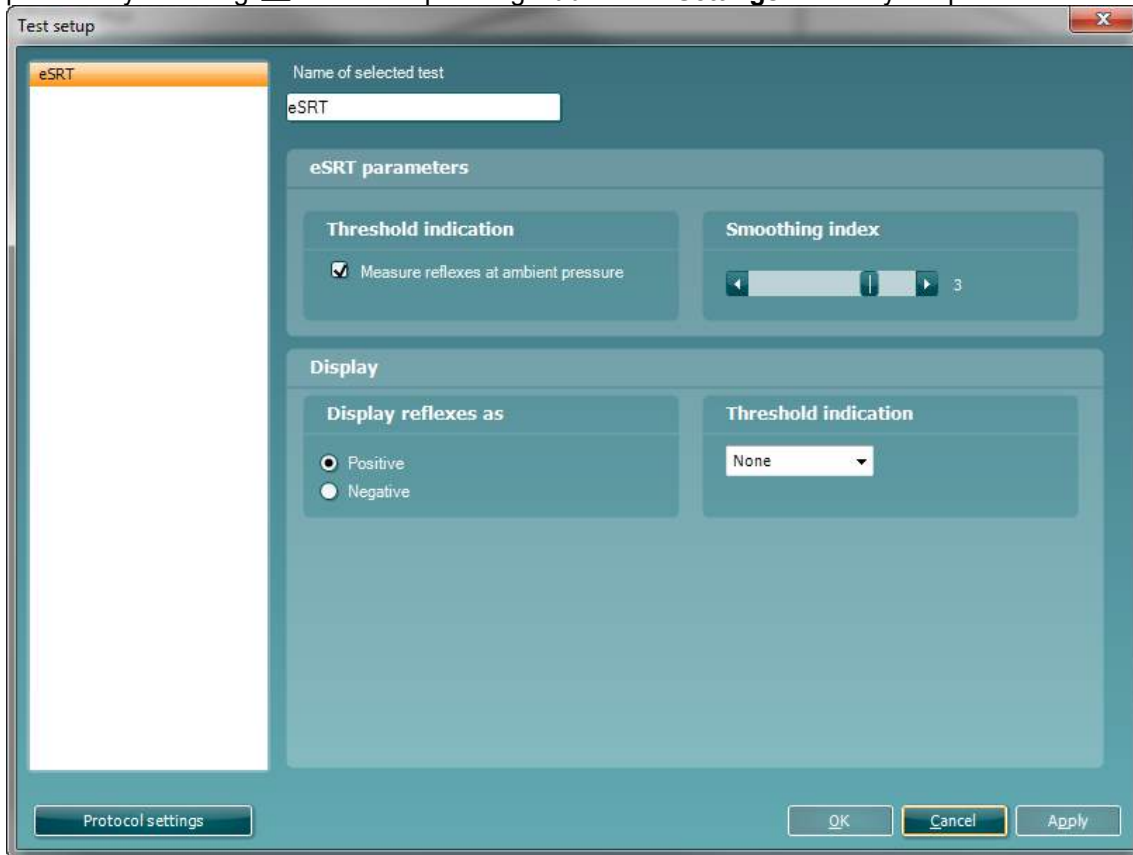 Test setup
eSRT
Name of selected test
eSRT
eSRT parameters
Threshold indication
Measure reflexes at ambient pressure
Smoothing index
3
Display
Display reflexes as
Positive
Negative
Threshold indication
None
Protocol settings
OK
Cancel
Apply